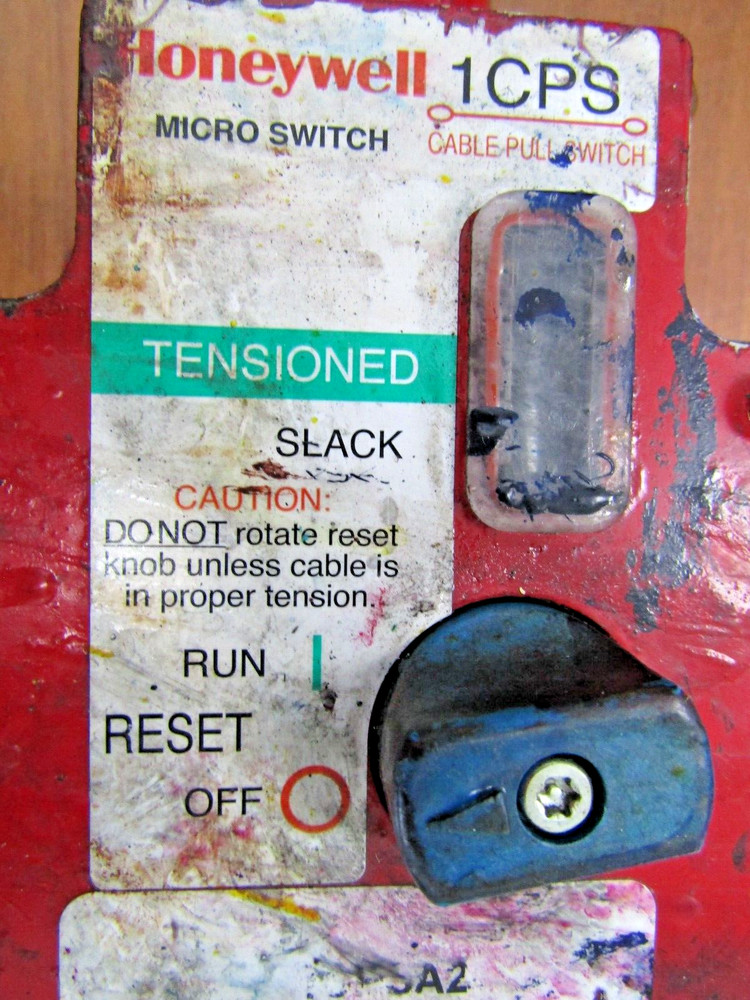 Honeywell 1CPS
MICRO SWITCH
CABLE PULL SWITCH
TENSIONED
SLACK
CAUTION:
DO NOT rotate reset
knob unless cable is
in proper tension.
RUN
RESET
OFF